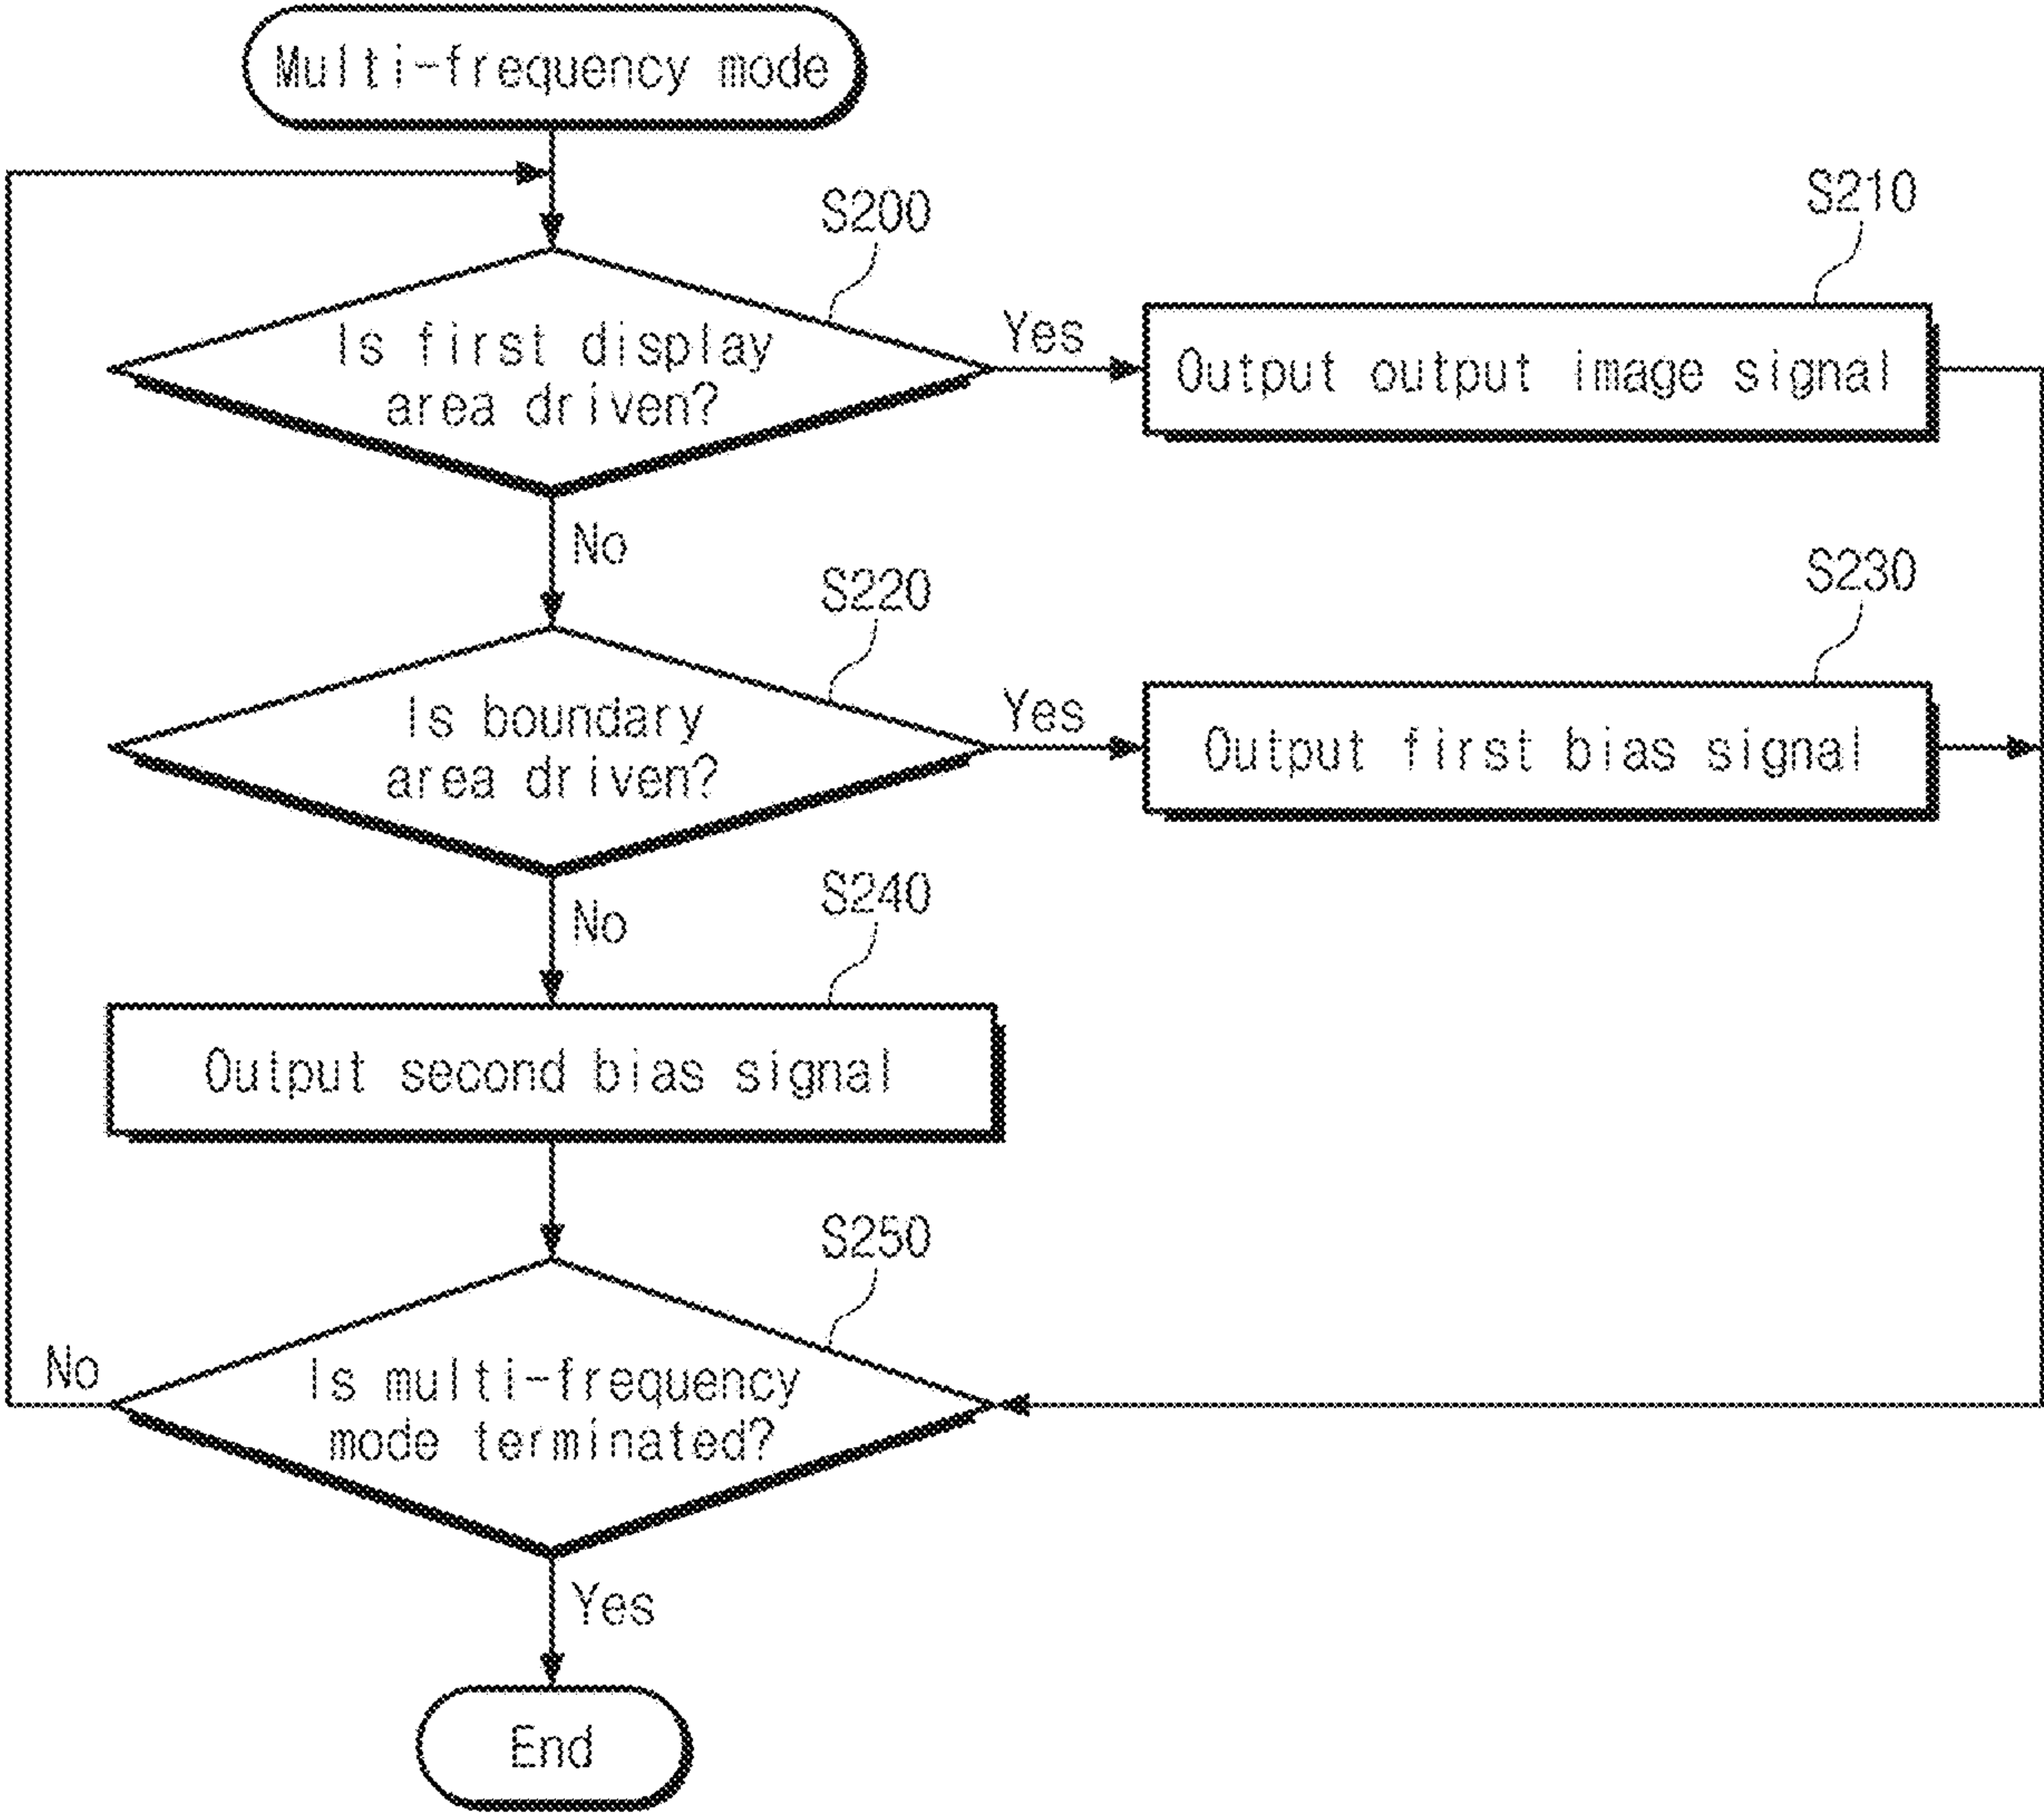 Multi-frequency mode
S200
S210
Is first display
area driven?
Yes
Output output image signal
No
S220
S230
Is boundary
area driven?
Yes
Output first bias signal
No
S240
Output second bias signal
S250
No
Is multi-frequency
mode terminated?
Yes
End